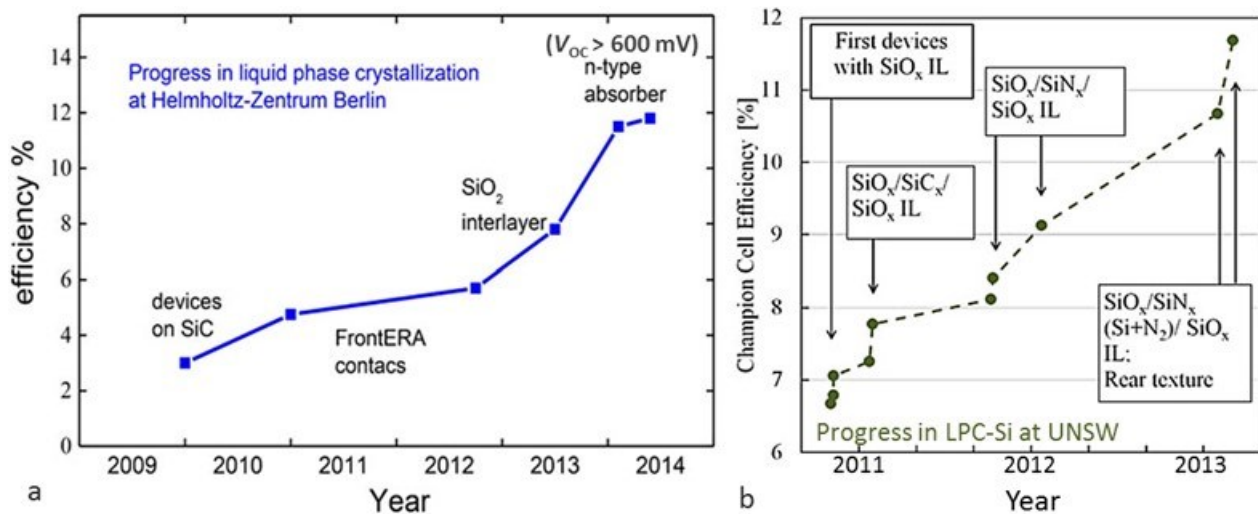 (VOC > 600 mV)
n-type
absorber
Progress in liquid phase crystallization
at Helmholtz-Zentrum Berlin
SiO2
interlayer
devices
on SiC
FrontERA
contacs
efficiency %
14
12
10
8
6
4
2
0
2009 2010 2011 2012 2013 2014
Year
a
Champion Cell Efficiency [%]
12
11
10
9
8
7
6
First devices
with SiOx IL
SiOx/SiNx/
SiOx IL
SiOx/SiCx/
SiOx IL
SiOx/SiNx
(Si+N2)/ SiOx
IL:
Rear texture
Progress in LPC-Si at UNSW
2011 2012 2013
Year
b